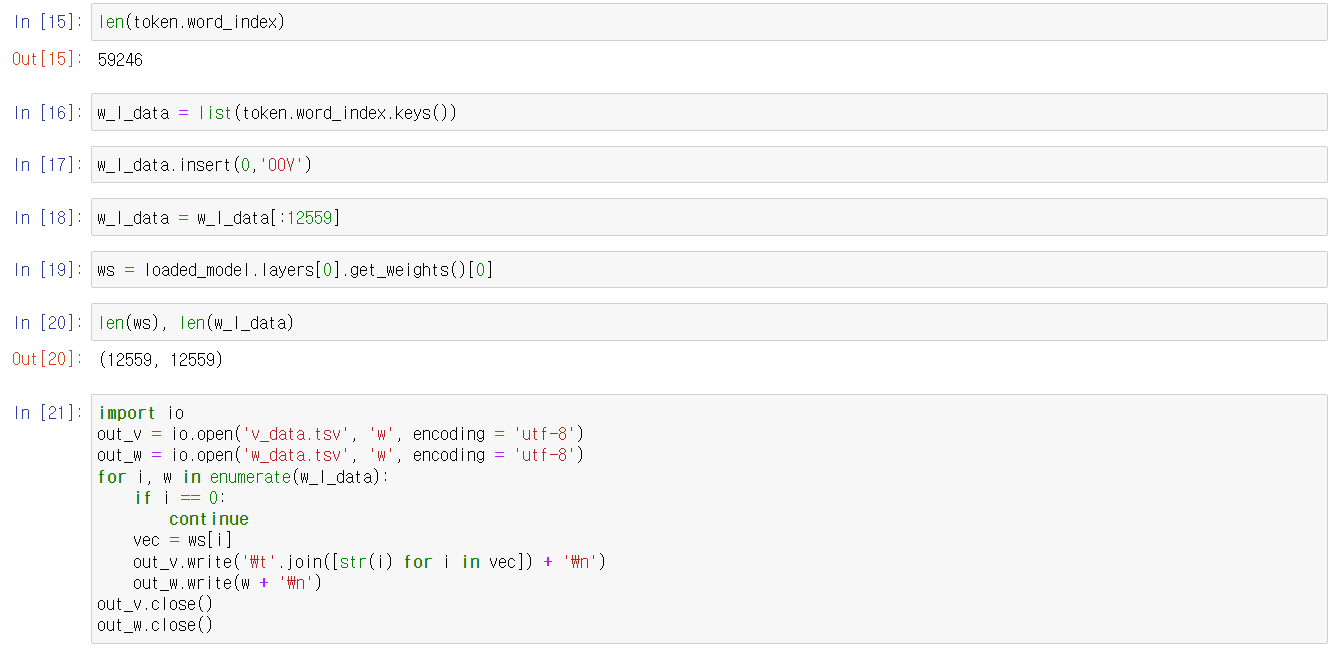 In [15]: len(token.word_index)
Out[15]: 59246
In [16]: w_l_data = list(token.word_index.keys())
In [17]: w_l_data.insert(0,'OOV')
In [18]: w_l_data = w_l_data[:12559]
In [19]: ws = loaded_model.layers[0].get_weights()[0]
In [20]: len(ws), len(w_l_data)
Out[20]: (12559, 12559)
In [21]: import io
out_v = io.open('v_data.tsv', 'w', encoding = 'utf-8')
out_w = io.open('w_data.tsv', 'w', encoding = 'utf-8')
for i, w in enumerate(w_l_data):
    if i == 0:
        continue
    vec = ws[i]
    out_v.write('₩t'.join([str(i) for i in vec]) + '₩n')
    out_w.write(w + '₩n')
out_v.close()
out_w.close()